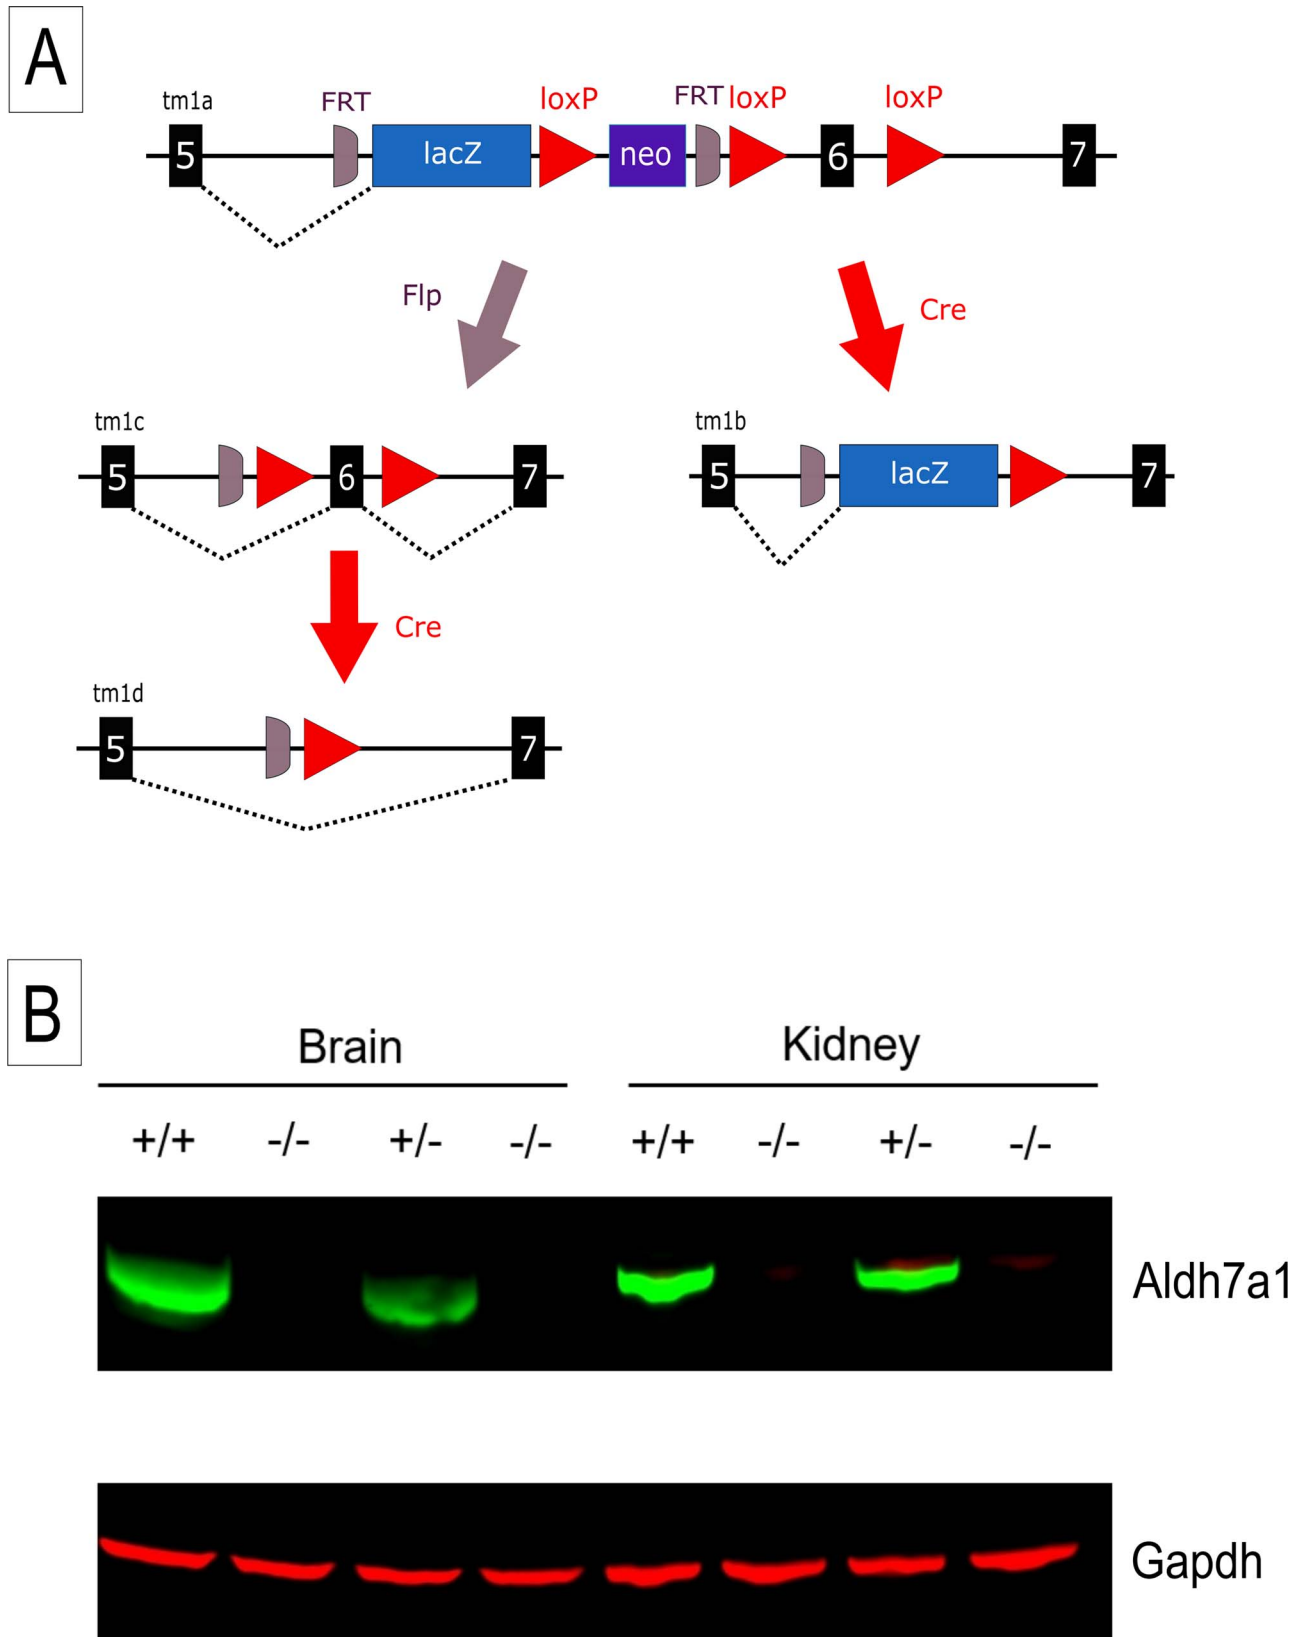 A
tm1a
FRT loxP FRT loxP loxP
5 lacZ neo 6 7
Flp Cre
tm1c tm1b
5 6 7 5 lacZ 7
Cre
tm1d
5 7
B
Brain Kidney
+/+ -/- +/- -/- +/+ -/- +/- -/-
Aldh7a1
Gapdh